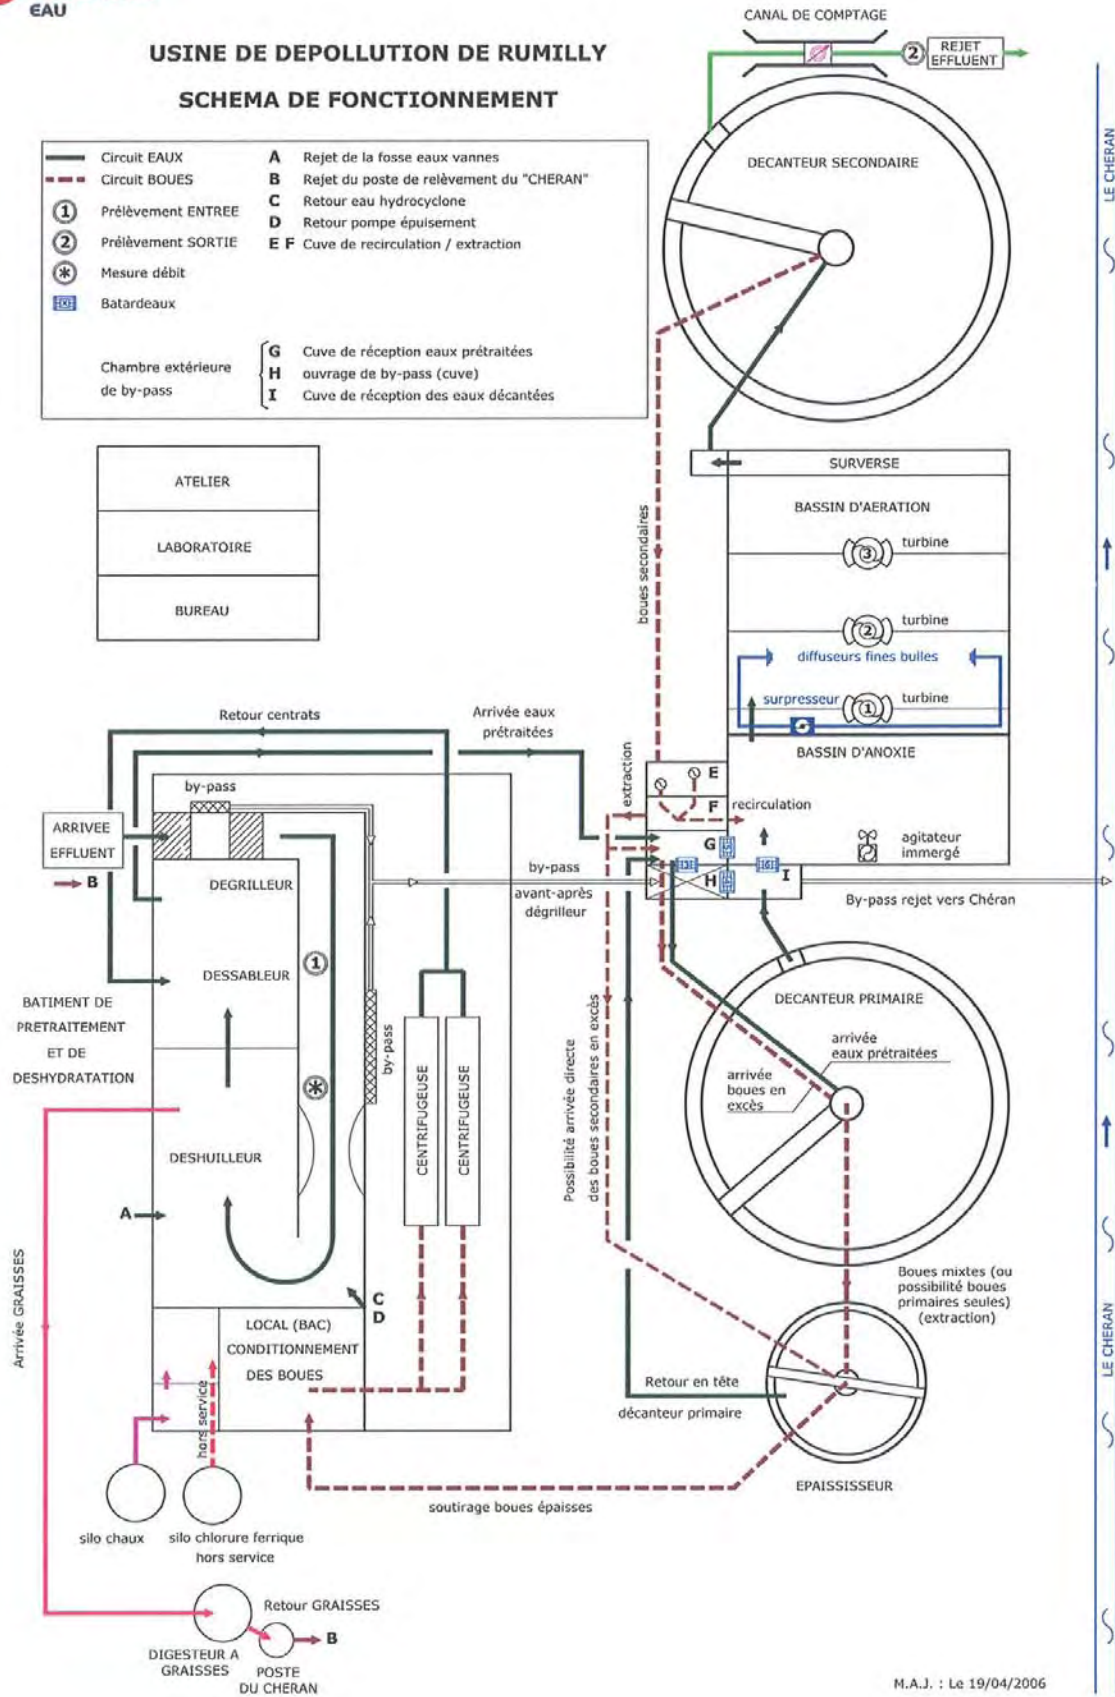 EAU
USINE DE DEPOLLUTION DE RUMILLY
SCHEMA DE FONCTIONNEMENT
Circuit EAUX
Circuit BOUES
1 Prélèvement ENTREE
2 Prélèvement SORTIE
* Mesure débit
Batardeaux
A Rejet de la fosse eaux vannes
B Rejet du poste de relèvement du "CHERAN"
C Retour eau hydrocyclone
D Retour pompe épuisement
E F Cuve de recirculation / extraction
Chambre extérieure
de by-pass
G Cuve de réception eaux prétraitées
H ouvrage de by-pass (cuve)
I Cuve de réception des eaux décantées
CANAL DE COMPTAGE
2
REJET
EFFLUENT
DECANTEUR SECONDAIRE
LE CHERAN
ATELIER
LABORATOIRE
BUREAU
SURVERSE
BASSIN D'AERATION
3
turbine
2
turbine
diffuseurs fines bulles
surpresseur
1
turbine
BASSIN D'ANOXIE
boues secondaires
Retour centrats
Arrivée eaux
prétraitées
extraction
E
F
recirculation
G
H
I
agitateur
immergé
by-pass
ARRIVEE
EFFLUENT
B
by-pass
avant-après
dégrilleur
By-pass rejet vers Chéran
DEGRILLEUR
DESSABLEUR
1
*
by-pass
BATIMENT DE
PRETRAITEMENT
ET DE
DESHYDRATATION
DESHUILLEUR
CENTRIFUGEUSE
CENTRIFUGEUSE
Possibilité arrivée directe
des boues secondaires en excès
DECANTEUR PRIMAIRE
arrivée
eaux prétraitées
arrivée
boues en
excès
A
C
D
Arrivée GRAISSES
LOCAL (BAC)
CONDITIONNEMENT
DES BOUES
hors service
Boues mixtes (ou
possibilité boues
primaires seules)
(extraction)
LE CHERAN
Retour en tête
décanteur primaire
EPAISSISSEUR
soutirage boues épaisses
silo chaux
silo chlorure ferrique
hors service
Retour GRAISSES
B
DIGESTEUR A
GRAISSES
POSTE
DU CHERAN
M.A.J. : Le 19/04/2006